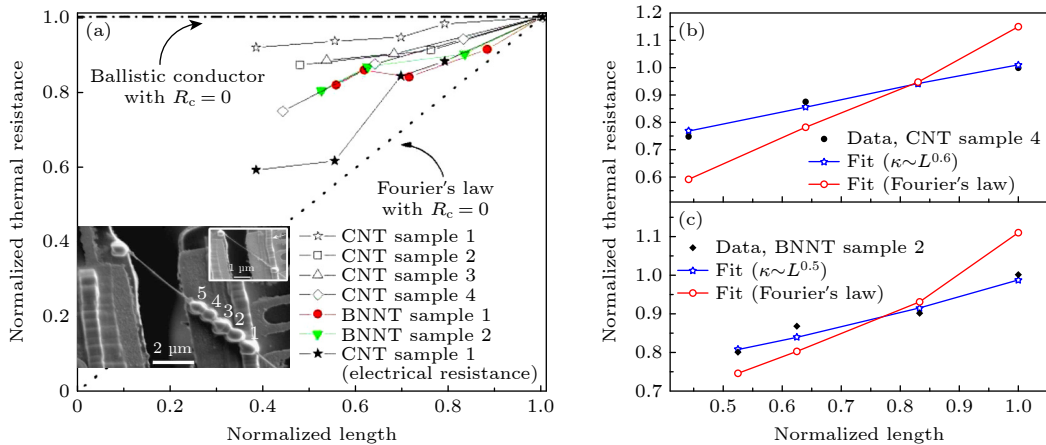 (a)
Ballistic conductor
with Rc = 0
Fourier's law
with Rc = 0
CNT sample 1
CNT sample 2
CNT sample 3
CNT sample 4
BNNT sample 1
BNNT sample 2
CNT sample 1
(electrical resistance)
5
4
3
2
1
2 μm
1 μm
1.0
0.8
0.6
0.4
0.2
0
0 0.2 0.4 0.6 0.8 1.0
Normalized length
Normalized thermal resistance
(b)
1.2
1.1
1.0
0.9
0.8
0.7
0.6
Data, CNT sample 4
Fit (κ~L^0.6)
Fit (Fourier's law)
(c)
1.1
1.0
0.9
0.8
0.7
Data, BNNT sample 2
Fit (κ~L^0.5)
Fit (Fourier's law)
0.5 0.6 0.7 0.8 0.9 1.0
Normalized length
Normalized thermal resistance